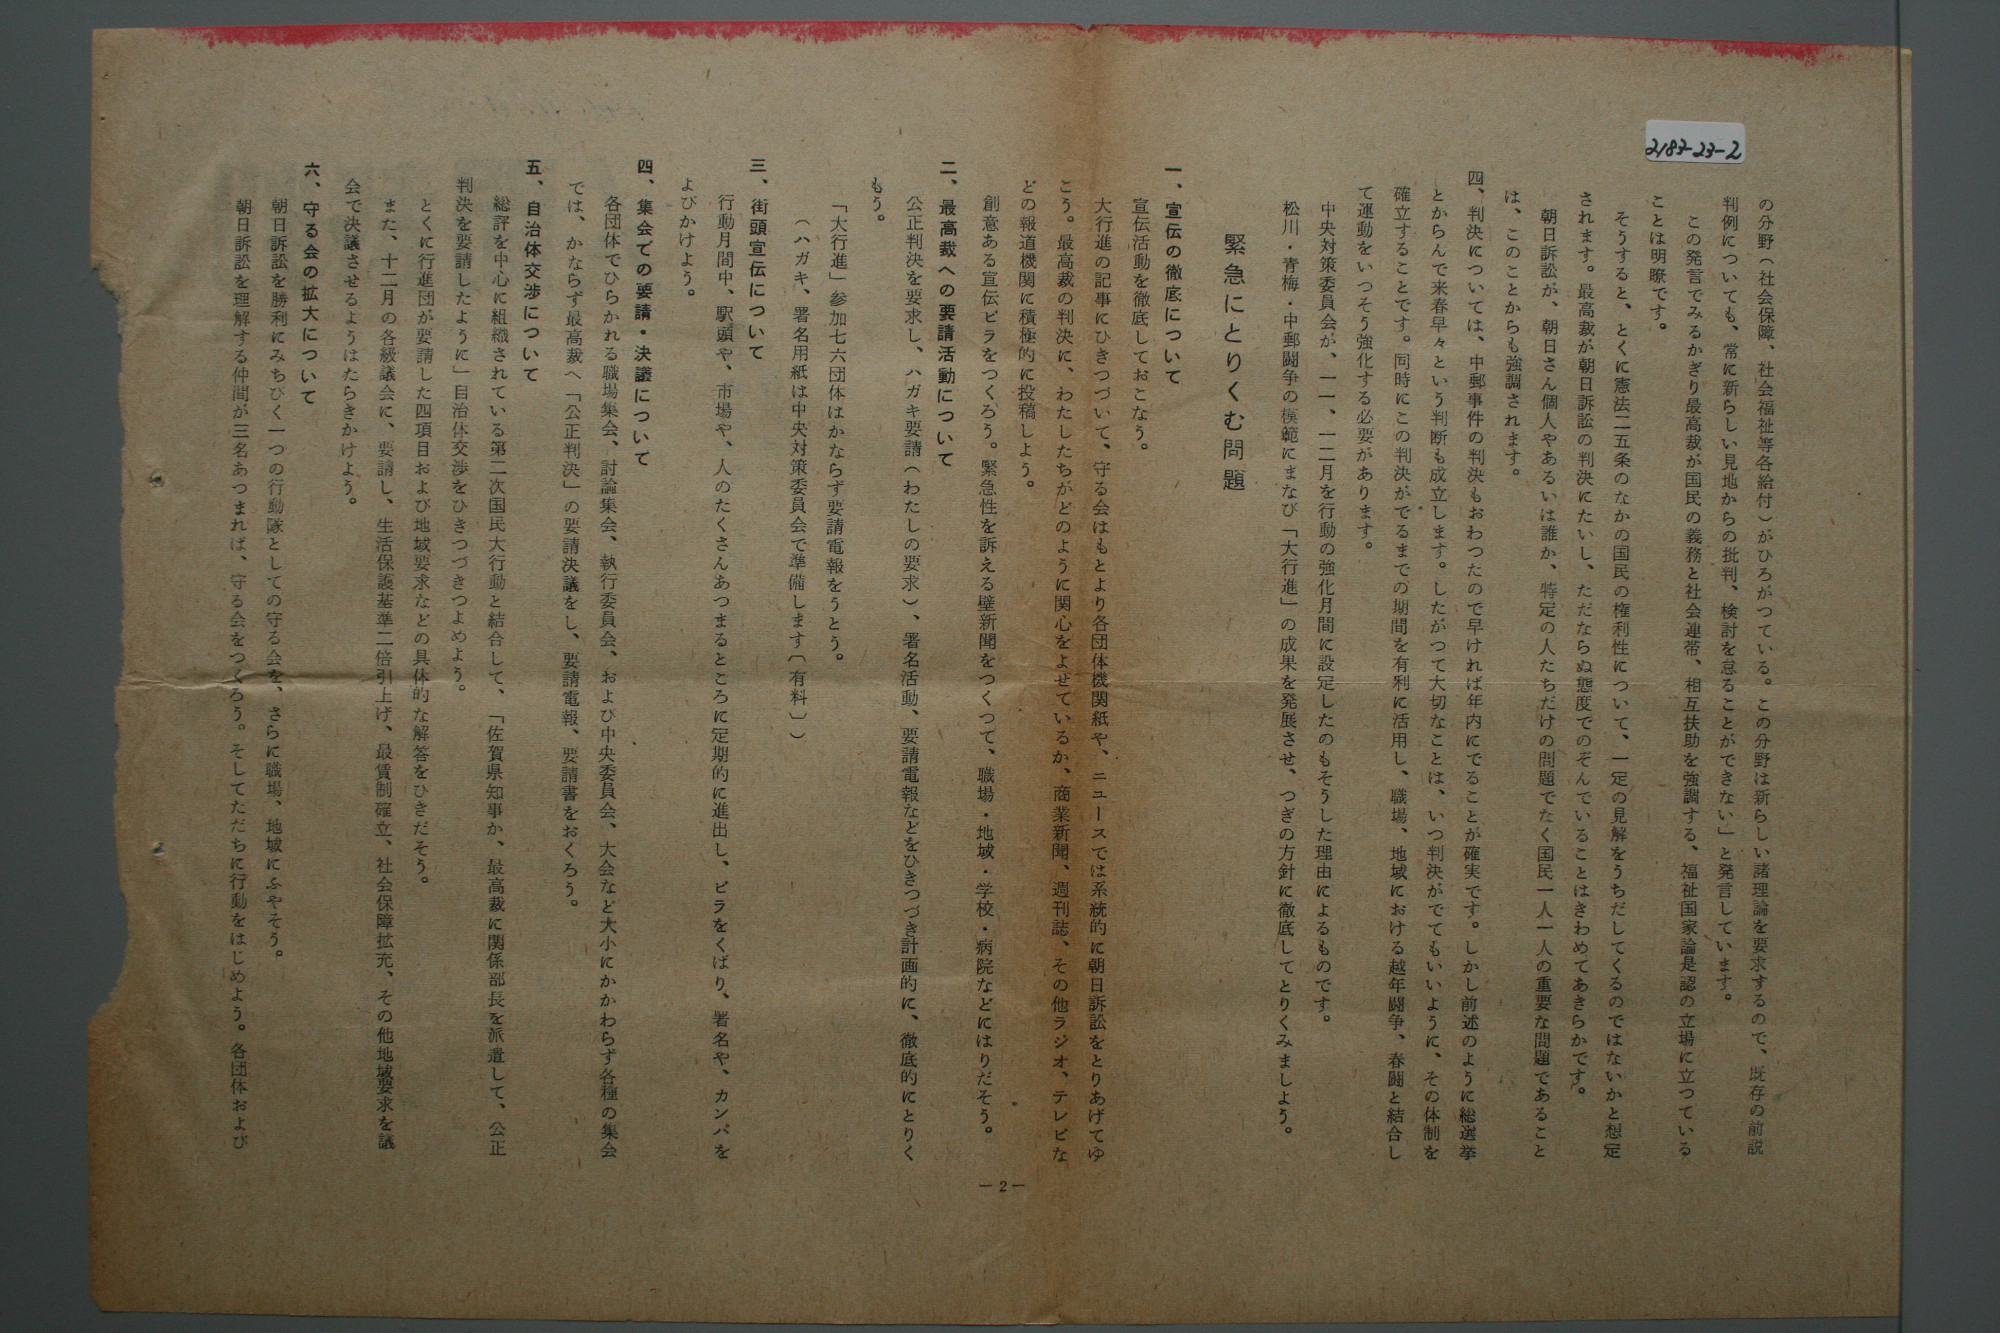 2183-23-2
の分野（社会保障、社会福祉等各給付）がひろがつている。この分野は新らしい諸理論を要求するので、既存の前説
判例についても、常に新らしい見地からの批判、検討を怠ることができない」と発言しています。
この発言でみるかぎり最高裁が国民の義務と社会連帯、相互扶助を強調する、福祉国家論是認の立場に立つている
ことは明瞭です。
そうすると、とくに憲法二五条のなかの国民の権利性について、一定の見解をうちだしてくるのではないかと想定
されます。最高裁が朝日訴訟の判決にたいし、ただならぬ態度でのぞんでいることはきわめてあきらかです。
朝日訴訟が、朝日さん個人やあるいは誰か、特定の人たちだけの問題でなく国民一人一人の重要な問題であること
は、このことからも強調されます。
四、判決については、中郵事件の判決もおわつたので早ければ年内にでることが確実です。しかし前述のように総選挙
とからんで来春早々という判断も成立します。したがつて大切なことは、いつ判決がでてもいいように、その体制を
確立することです。同時にこの判決がでるまでの期間を有利に活用し、職場、地域における越年闘争、春闘と結合し
て運動をいつそう強化する必要があります。
中央対策委員会が、一一、一二月を行動の強化月間に設定したのもそうした理由によるものです。
松川・青梅・中郵闘争の模範にまなび「大行進」の成果を発展させ、つぎの方針に徹底してとりくみましよう。
緊急にとりくむ問題
一、宣伝の徹底について
宣伝活動を徹底しておこなう。
大行進の記事にひきつづいて、守る会はもとより各団体機関紙や、ニュースでは系統的に朝日訴訟をとりあげてゆ
こう。最高裁の判決に、わたしたちがどのように関心をよせているか、商業新聞、週刊誌、その他ラジオ、テレビな
どの報道機関に積極的に投稿しよう。
創意ある宣伝ビラをつくろう。緊急性を訴える壁新聞をつくつて、職場・地域・学校・病院などにはりだそう。
二、最高裁への要請活動について
公正判決を要求し、ハガキ要請（わたしの要求）、署名活動、要請電報などをひきつづき計画的に、徹底的にとりく
もう。
「大行進」参加七六団体はかならず要請電報をうとう。
（ハガキ、署名用紙は中央対策委員会で準備します〔有料〕）
三、街頭宣伝について
行動月間中、駅頭や、市場や、人のたくさんあつまるところに定期的に進出し、ビラをくばり、署名や、カンパを
よびかけよう。
四、集会での要請・決議について
各団体でひらかれる職場集会、討論集会、執行委員会、および中央委員会、大会など大小にかかわらず各種の集会
では、かならず最高裁へ「公正判決」の要請決議をし、要請電報、要請書をおくろう。
五、自治体交渉について
総評を中心に組織されている第二次国民大行動と結合して、「佐賀県知事か、最高裁に関係部長を派遣して、公正
判決を要請したように」自治体交渉をひきつづきつよめよう。
とくに行進団が要請した四項目および地域要求などの具体的な解答をひきだそう。
また、十二月の各級議会に、要請し、生活保護基準二倍引上げ、最賃制確立、社会保障拡充、その他地域要求を議
会で決議させるようはたらきかけよう。
六、守る会の拡大について
朝日訴訟を勝利にみちびく一つの行動隊としての守る会を、さらに職場、地域にふやそう。
朝日訴訟を理解する仲間が三名あつまれば、守る会をつくろう。そしてただちに行動をはじめよう。各団体および
－2－